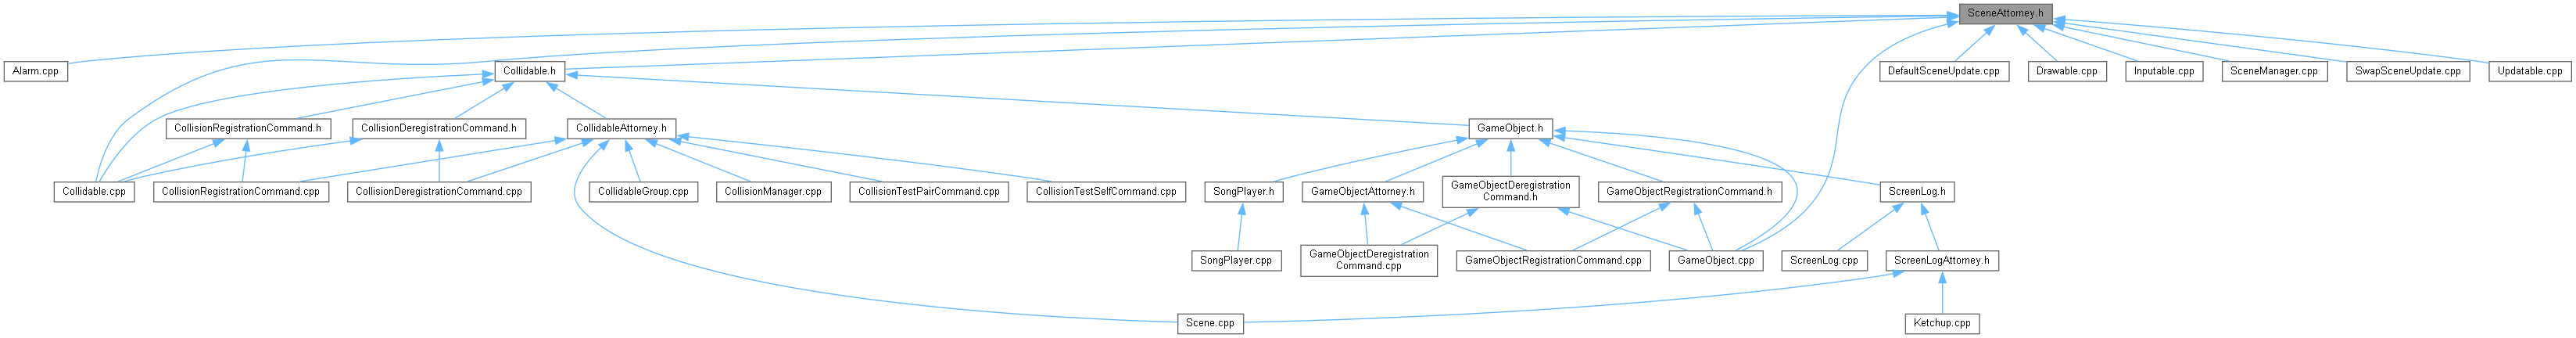 SceneAttorney.h
Alarm.cpp
Collidable.h
DefaultSceneUpdate.cpp
Drawable.cpp
Inputable.cpp
SceneManager.cpp
SwapSceneUpdate.cpp
Updatable.cpp
CollisionRegistrationCommand.h
CollisionDeregistrationCommand.h
CollidableAttorney.h
GameObject.h
Collidable.cpp
CollisionRegistrationCommand.cpp
CollisionDeregistrationCommand.cpp
CollidableGroup.cpp
CollisionManager.cpp
CollisionTestPairCommand.cpp
CollisionTestSelfCommand.cpp
SongPlayer.h
GameObjectAttorney.h
GameObjectDeregistration
Command.h
GameObjectRegistrationCommand.h
ScreenLog.h
SongPlayer.cpp
GameObjectDeregistration
Command.cpp
GameObjectRegistrationCommand.cpp
GameObject.cpp
ScreenLog.cpp
ScreenLogAttorney.h
Scene.cpp
Ketchup.cpp